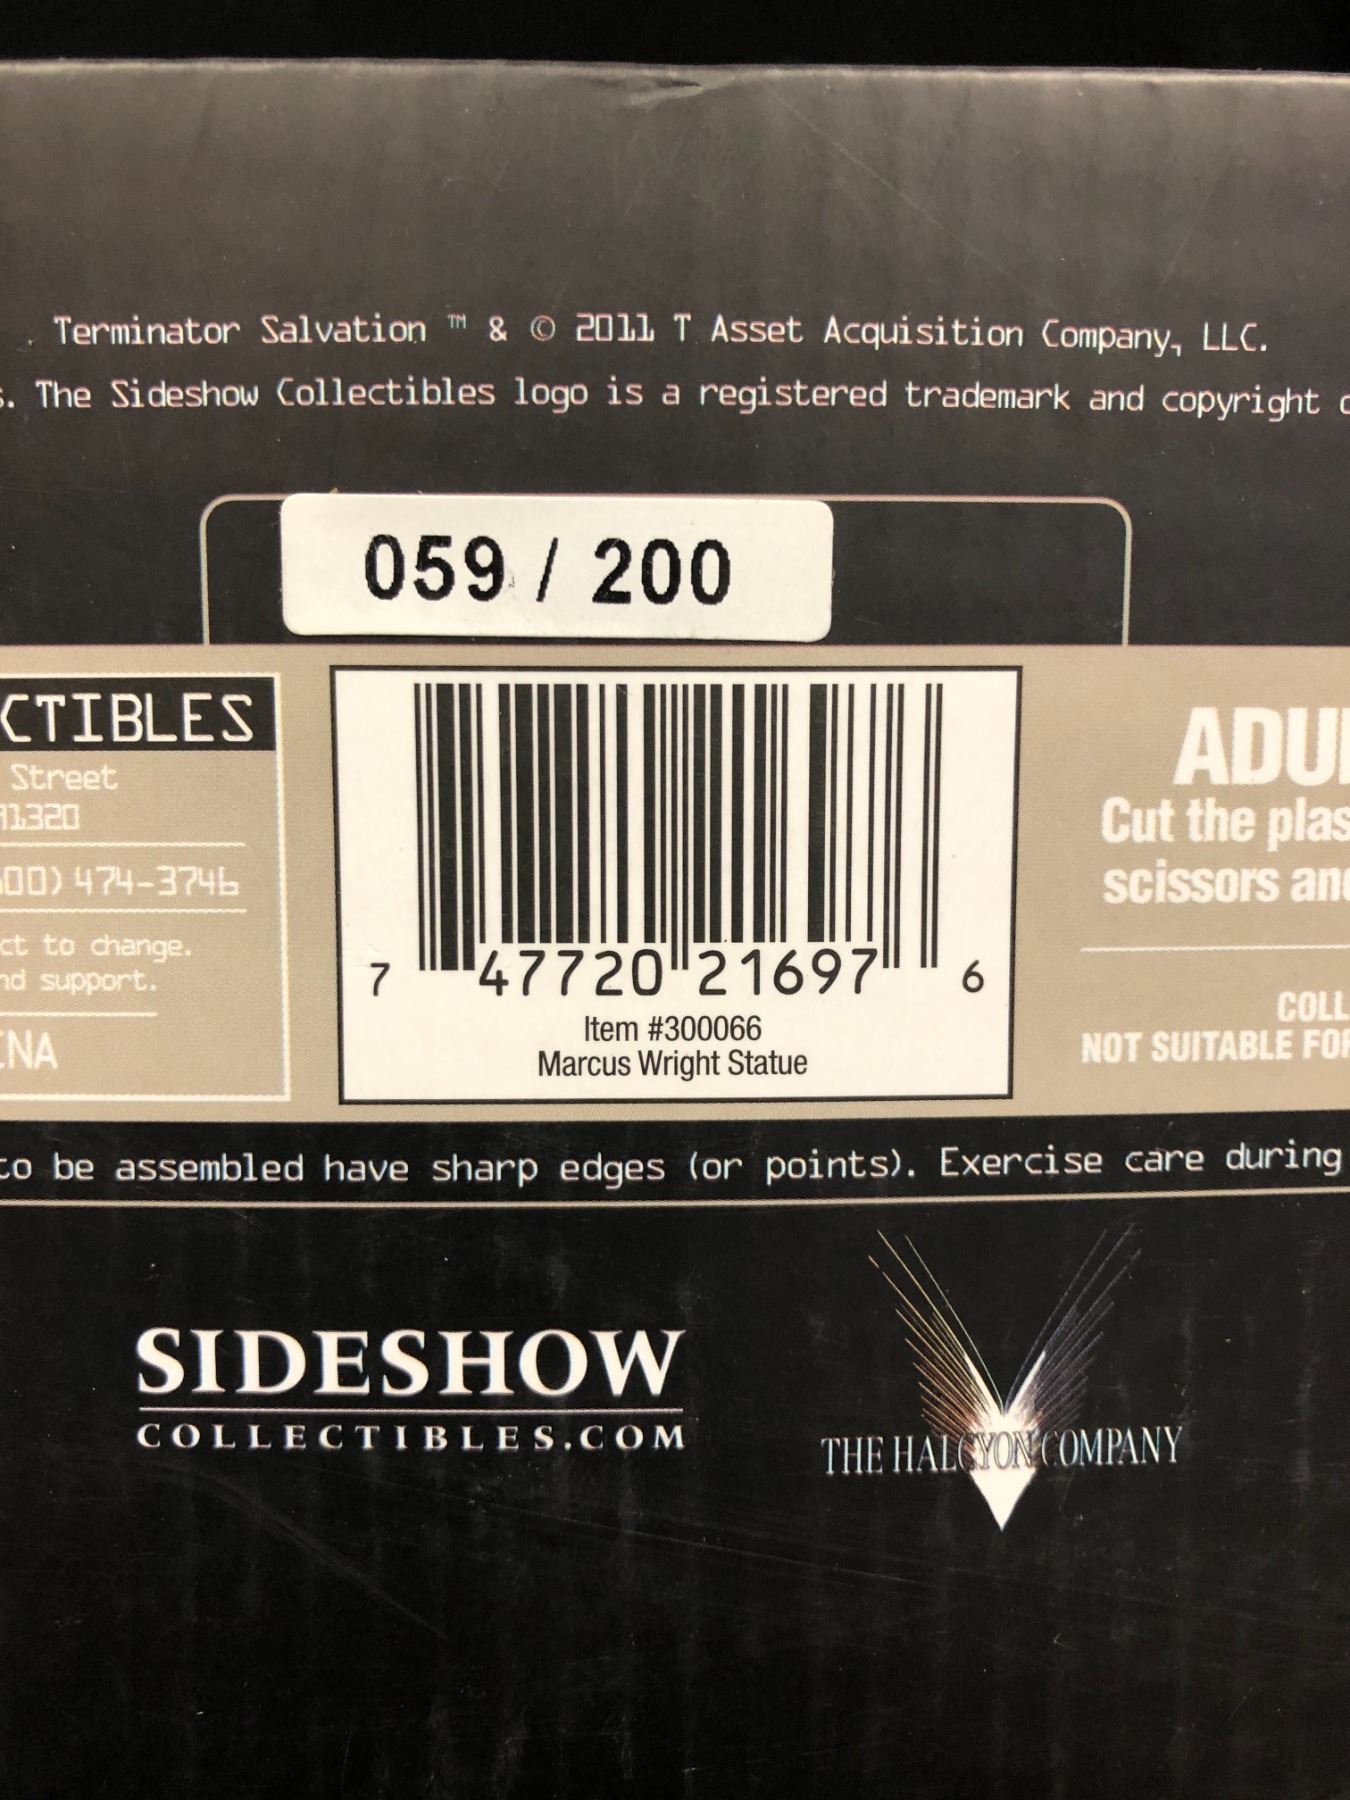 Terminator Salvation ™ & © 2011 T Asset Acquisition Company, LLC.
s. The Sideshow Collectibles logo is a registered trademark and copyright
059 / 200
CTIBLES
Street
91320
00) 474-3746
ct to change.
nd support.
INA
7 47720 21697 6
Item #300066
Marcus Wright Statue
ADU
Cut the plas
scissors and
COLL
NOT SUITABLE FOR
to be assembled have sharp edges (or points). Exercise care during
SIDESHOW
COLLECTIBLES.COM
THE HALCYON COMPANY